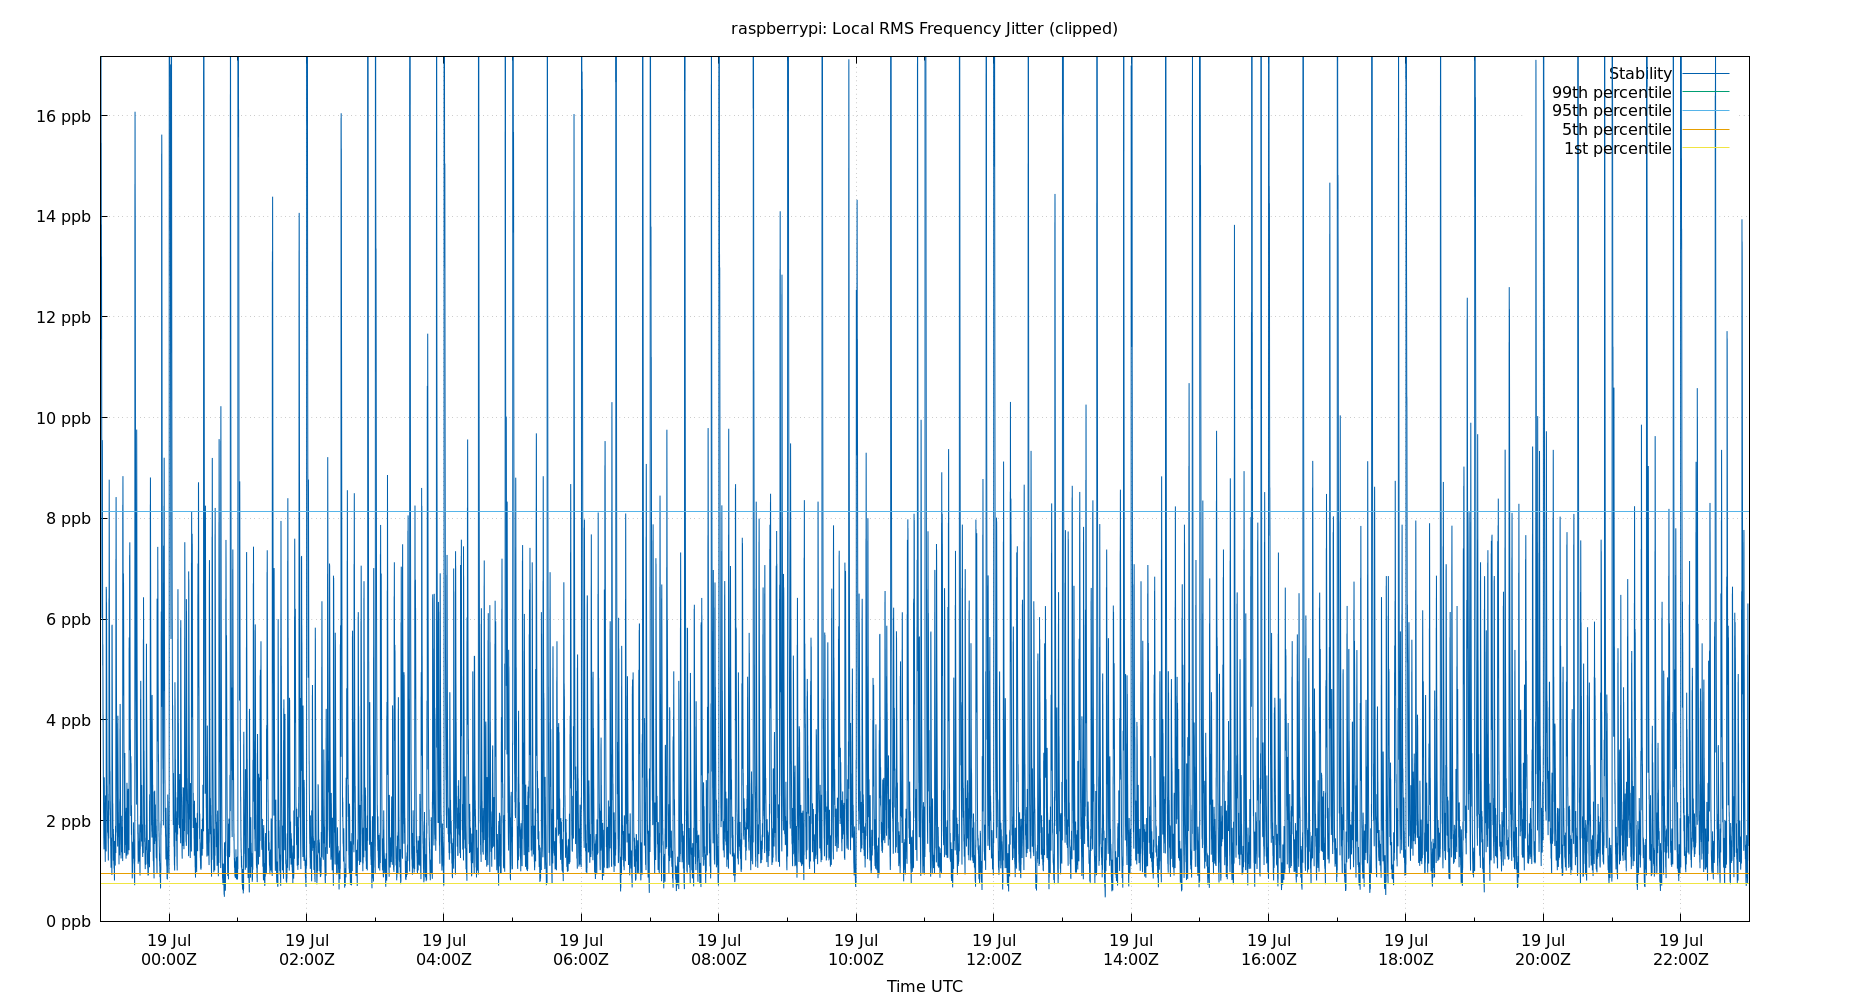 raspberrypi: Local RMS Frequency Jitter (clipped)
Stability
99th percentile
95th percentile
5th percentile
1st percentile
16 ppb
14 ppb
12 ppb
10 ppb
8 ppb
6 ppb
4 ppb
2 ppb
0 ppb
19 Jul 19 Jul 19 Jul 19 Jul 19 Jul 19 Jul 19 Jul 19 Jul 19 Jul 19 Jul 19 Jul 19 Jul
00:00Z 02:00Z 04:00Z 06:00Z 08:00Z 10:00Z 12:00Z 14:00Z 16:00Z 18:00Z 20:00Z 22:00Z
Time UTC